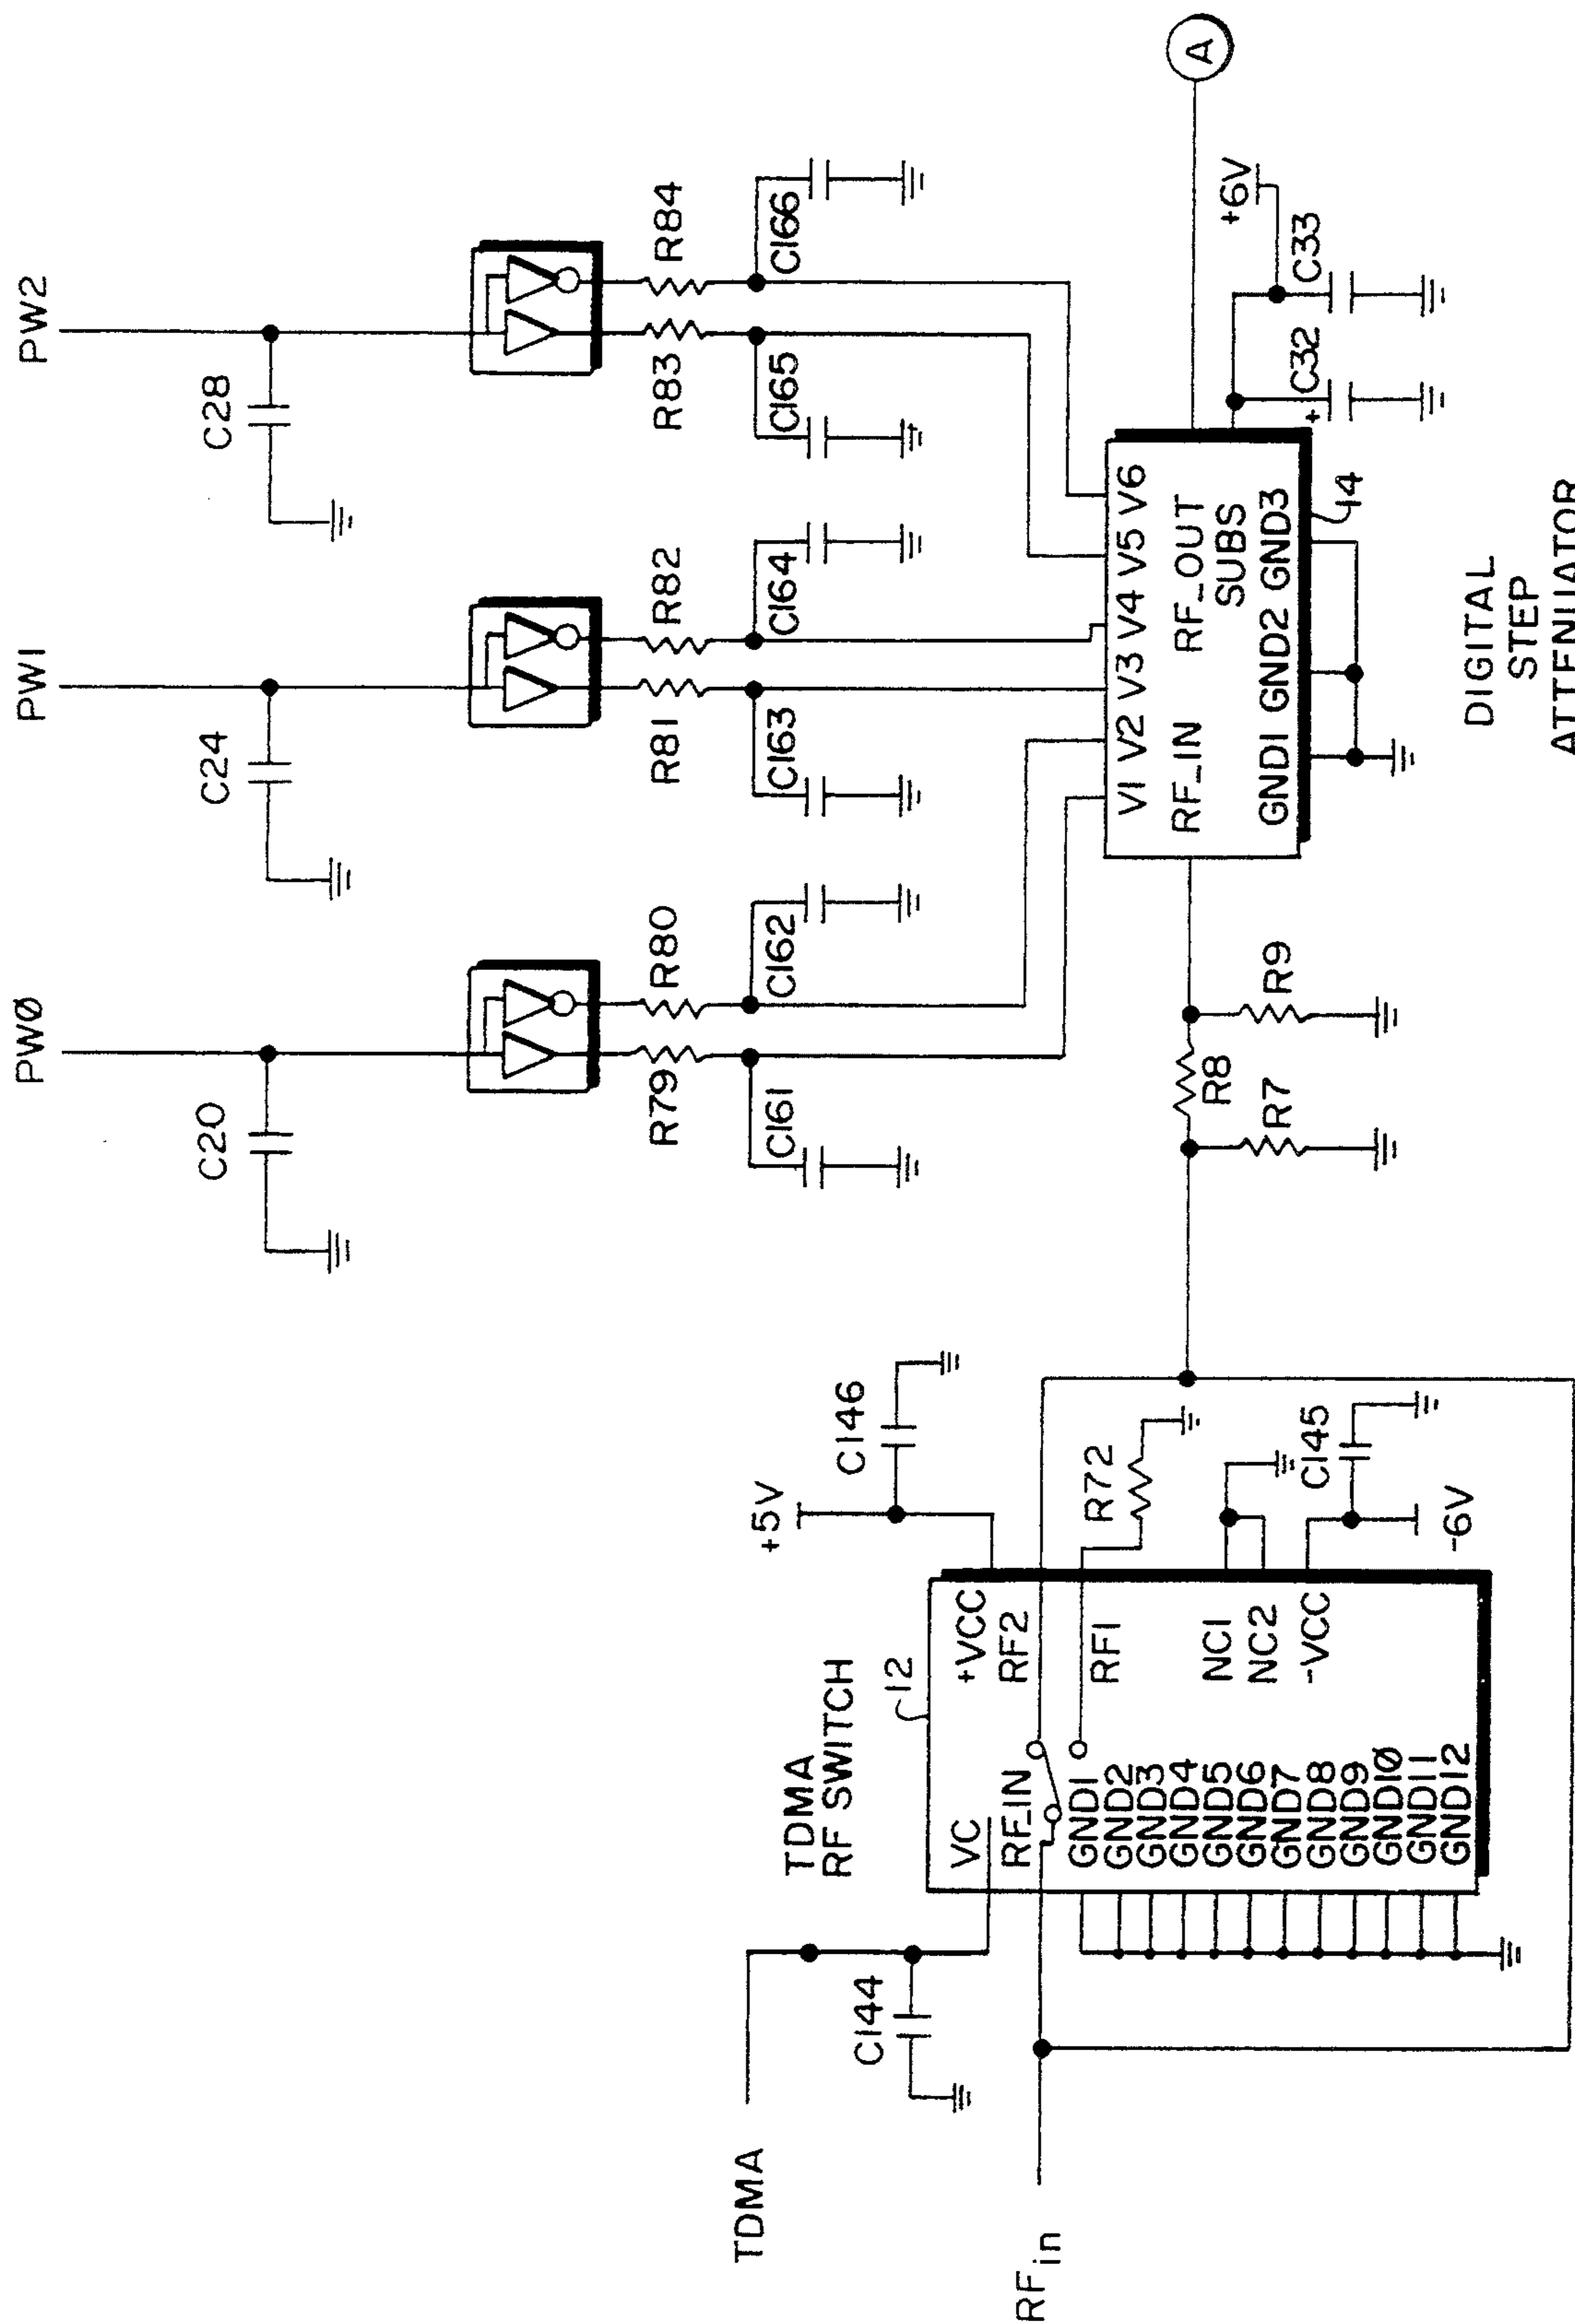 PWØ
PW1
PW2
C20
C24
C28
R79
R80
R81
R82
R83
R84
C161
C162
C163
C164
C165
C166
TDMA
RF SWITCH
12
TDMA
C144
VC
+VCC
+5V
C146
RFin
RF_IN
RF2
RF1
R72
GND1
GND2
GND3
GND4
GND5
GND6
GND7
GND8
GND9
GND1Ø
GND11
GND12
NC1
NC2
-VCC
C145
-6V
R8
R7
R9
V1 V2 V3 V4 V5 V6
RF_IN RF_OUT
SUBS
GND1 GND2 GND3
14
+6V
+
C32
C33
A
DIGITAL
STEP
ATTENUATOR